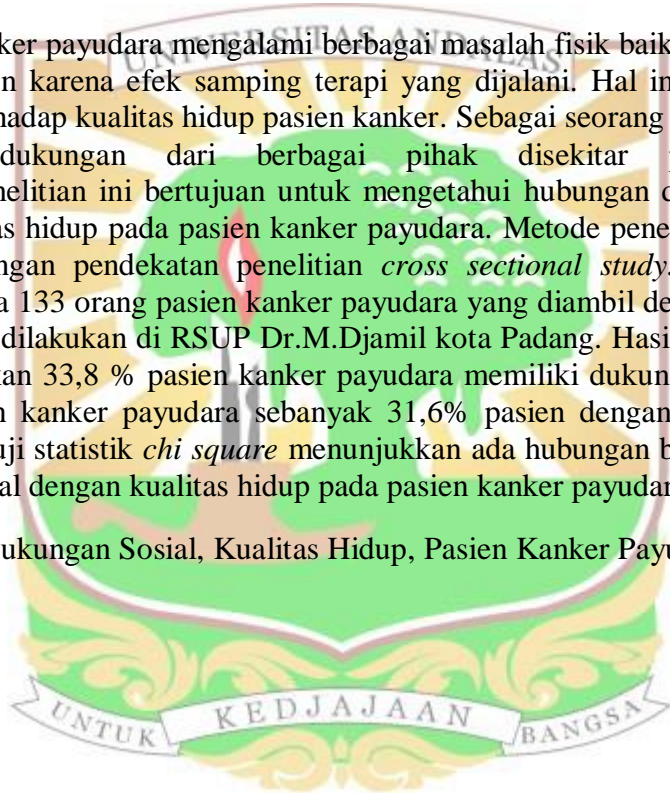 ker payudara mengalami berbagai masalah fisik baik
UNIVERSITAS ANDALAS
n karena efek samping terapi yang dijalani. Hal in
hadap kualitas hidup pasien kanker. Sebagai seorang
dukungan dari berbagai pihak disekitar p
nelitian ini bertujuan untuk mengetahui hubungan d
as hidup pada pasien kanker payudara. Metode pene
ngan pendekatan penelitian cross sectional study.
a 133 orang pasien kanker payudara yang diambil de
dilakukan di RSUP Dr.M.Djamil kota Padang. Hasi
kan 33,8 % pasien kanker payudara memiliki dukun
n kanker payudara sebanyak 31,6% pasien dengan
uji statistik chi square menunjukkan ada hubungan b
al dengan kualitas hidup pada pasien kanker payudar
ukungan Sosial, Kualitas Hidup, Pasien Kanker Payu
UNTUK KEDJAJAAN BANGSA